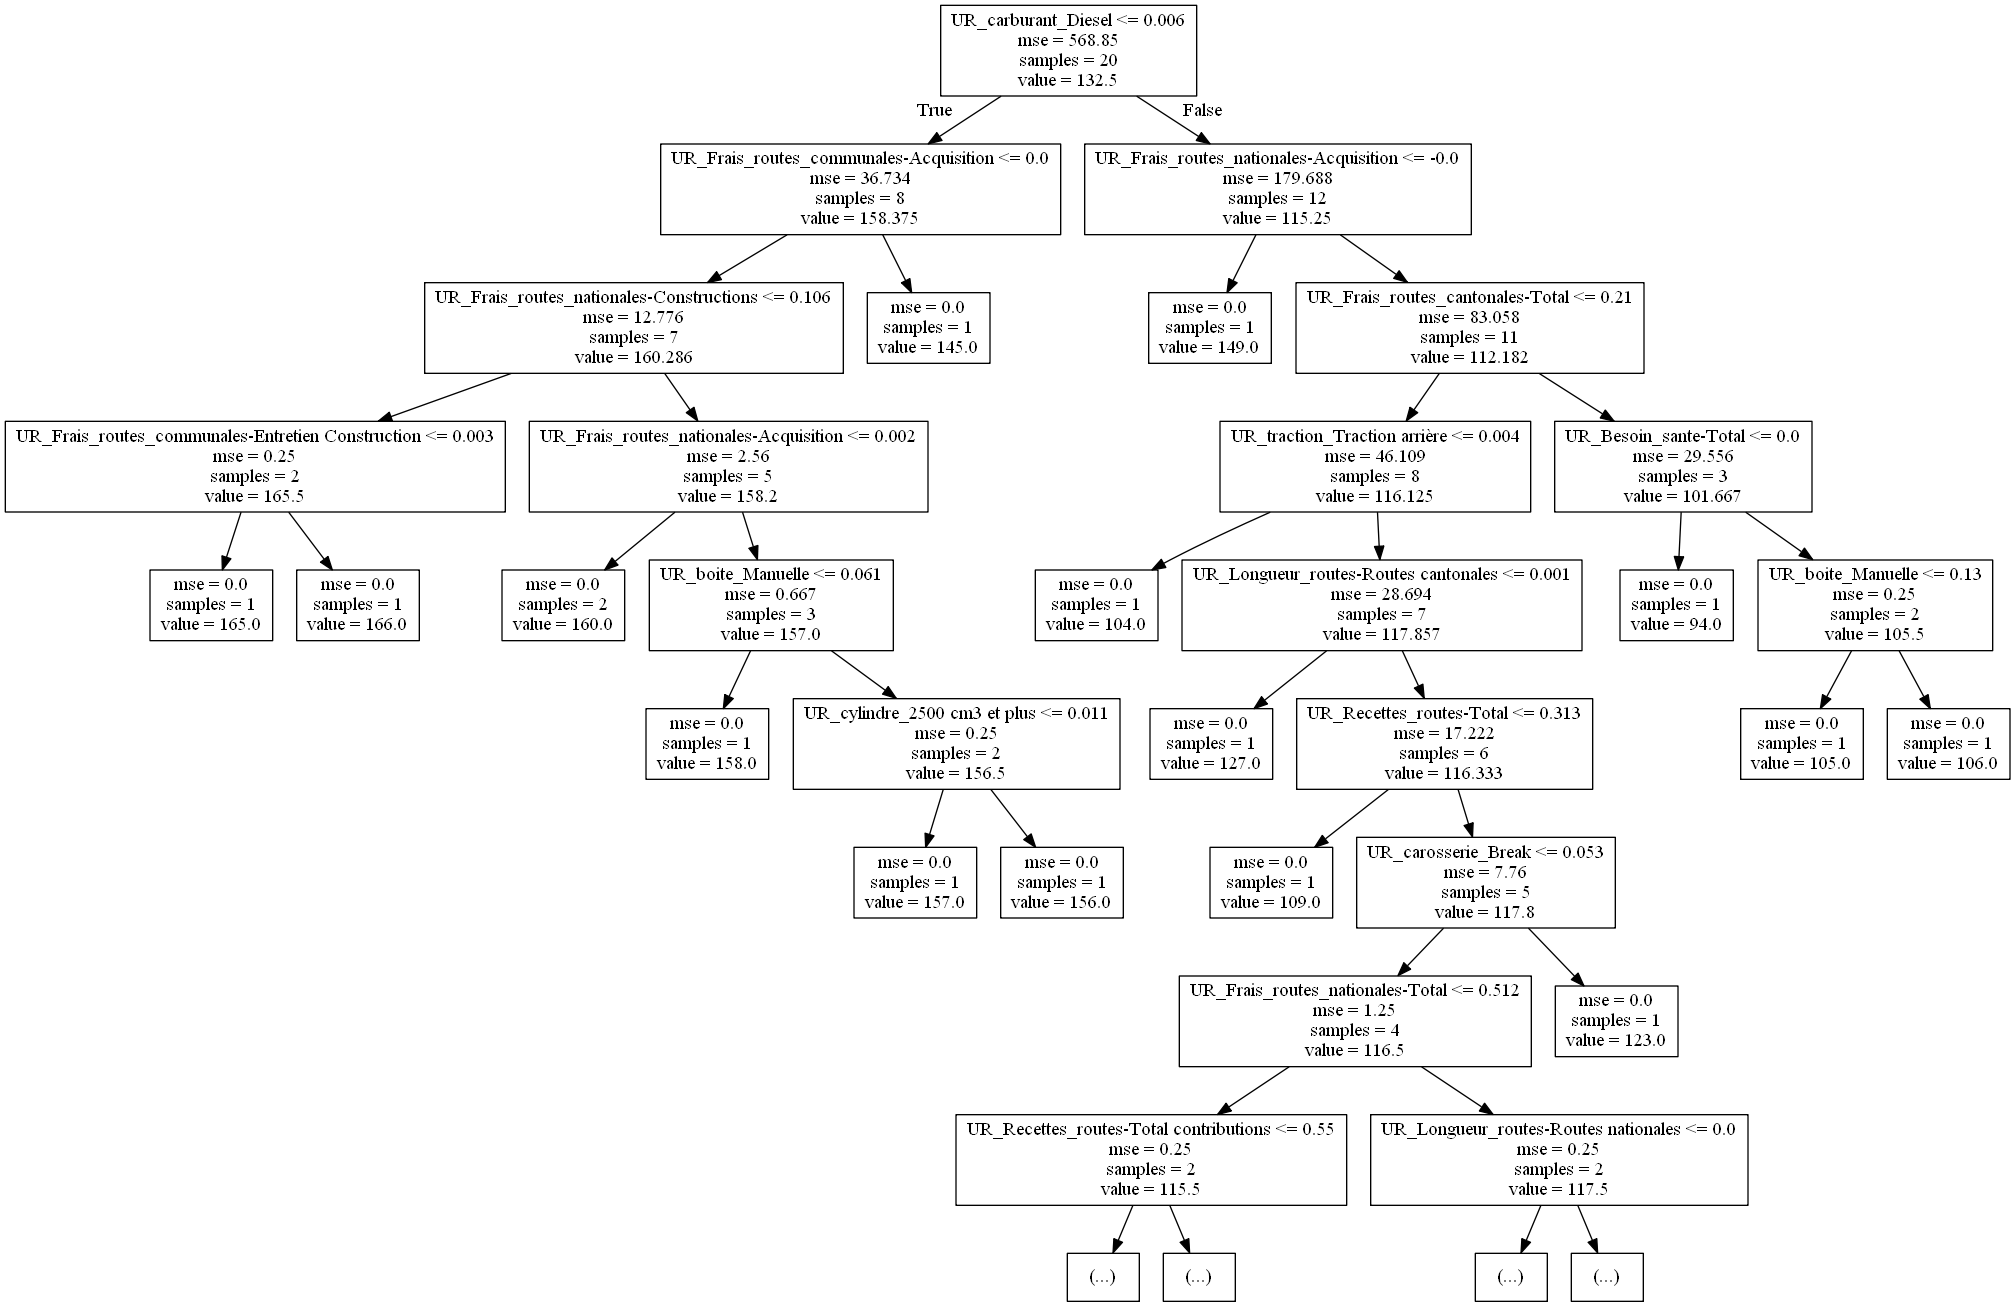 UR_carburant_Diesel <= 0.006
mse = 568.85
samples = 20
value = 132.5
True
False
UR_Frais_routes_communales-Acquisition <= 0.0
mse = 36.734
samples = 8
value = 158.375
UR_Frais_routes_nationales-Acquisition <= -0.0
mse = 179.688
samples = 12
value = 115.25
UR_Frais_routes_nationales-Constructions <= 0.106
mse = 12.776
samples = 7
value = 160.286
mse = 0.0
samples = 1
value = 145.0
mse = 0.0
samples = 1
value = 149.0
UR_Frais_routes_cantonales-Total <= 0.21
mse = 83.058
samples = 11
value = 112.182
UR_Frais_routes_communales-Entretien Construction <= 0.003
mse = 0.25
samples = 2
value = 165.5
UR_Frais_routes_nationales-Acquisition <= 0.002
mse = 2.56
samples = 5
value = 158.2
UR_traction_Traction arrière <= 0.004
mse = 46.109
samples = 8
value = 116.125
UR_Besoin_sante-Total <= 0.0
mse = 29.556
samples = 3
value = 101.667
mse = 0.0
samples = 1
value = 165.0
mse = 0.0
samples = 1
value = 166.0
mse = 0.0
samples = 2
value = 160.0
UR_boite_Manuelle <= 0.061
mse = 0.667
samples = 3
value = 157.0
mse = 0.0
samples = 1
value = 104.0
UR_Longueur_routes-Routes cantonales <= 0.001
mse = 28.694
samples = 7
value = 117.857
mse = 0.0
samples = 1
value = 94.0
UR_boite_Manuelle <= 0.13
mse = 0.25
samples = 2
value = 105.5
mse = 0.0
samples = 1
value = 158.0
UR_cylindre_2500 cm3 et plus <= 0.011
mse = 0.25
samples = 2
value = 156.5
mse = 0.0
samples = 1
value = 127.0
UR_Recettes_routes-Total <= 0.313
mse = 17.222
samples = 6
value = 116.333
mse = 0.0
samples = 1
value = 105.0
mse = 0.0
samples = 1
value = 106.0
mse = 0.0
samples = 1
value = 157.0
mse = 0.0
samples = 1
value = 156.0
mse = 0.0
samples = 1
value = 109.0
UR_carosserie_Break <= 0.053
mse = 7.76
samples = 5
value = 117.8
UR_Frais_routes_nationales-Total <= 0.512
mse = 1.25
samples = 4
value = 116.5
mse = 0.0
samples = 1
value = 123.0
UR_Recettes_routes-Total contributions <= 0.55
mse = 0.25
samples = 2
value = 115.5
UR_Longueur_routes-Routes nationales <= 0.0
mse = 0.25
samples = 2
value = 117.5
(...)
(...)
(...)
(...)